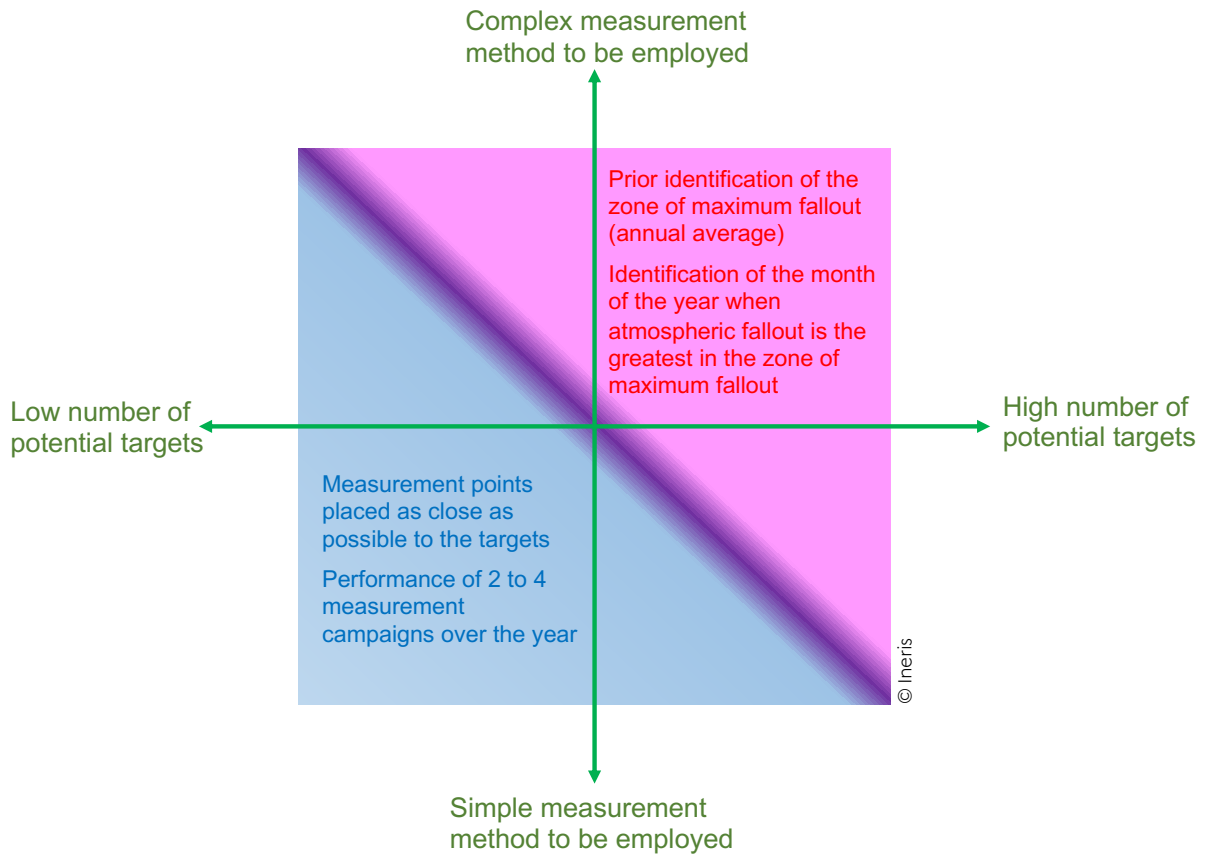 Complex measurement
method to be employed
Prior identification of the
zone of maximum fallout
(annual average)
Identification of the month
of the year when
atmospheric fallout is the
greatest in the zone of
maximum fallout
Low number of
potential targets
High number of
potential targets
Measurement points
placed as close as
possible to the targets
Performance of 2 to 4
measurement
campaigns over the year
© Ineris
Simple measurement
method to be employed